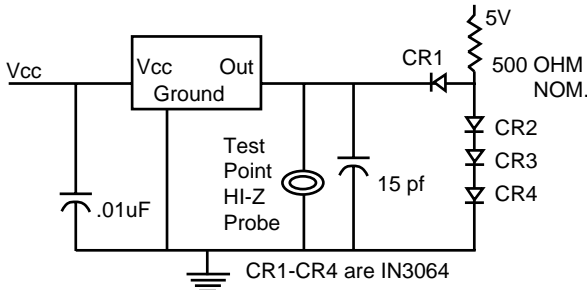 5V
500 OHM
NOM.
CR1
Vcc
Vcc Out
Ground
CR2
CR3
CR4
Test
Point
HI-Z
Probe
15 pf
.01uF
CR1-CR4 are IN3064